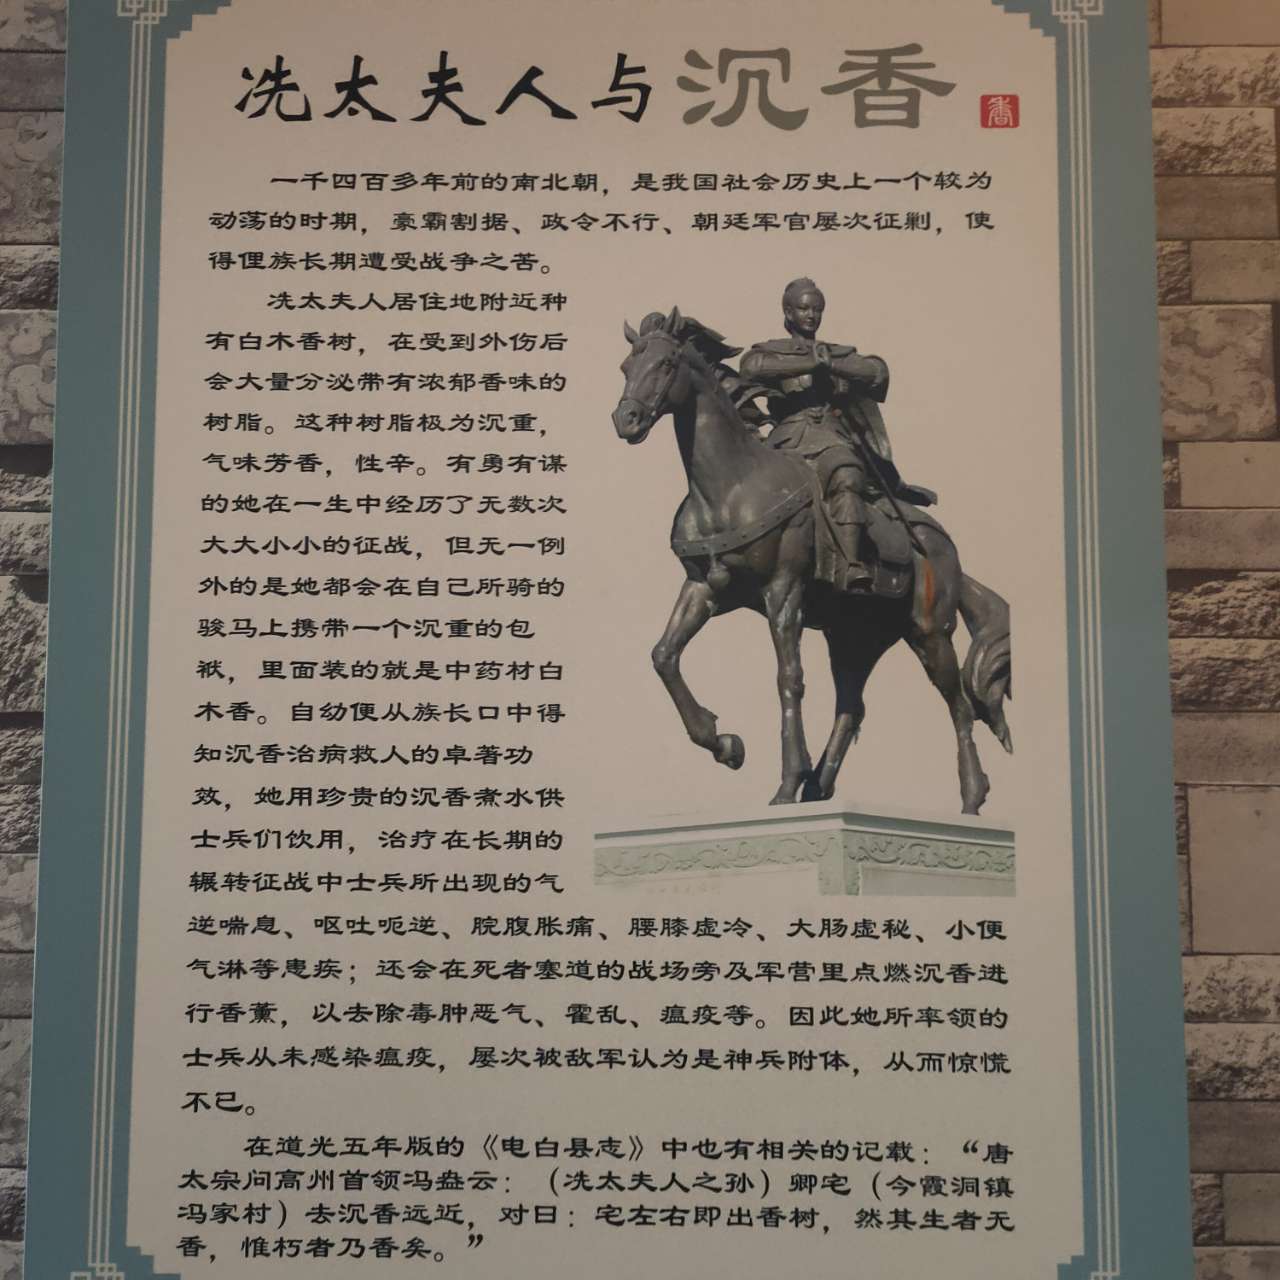 冼太夫人与沉香
香
一千四百多年前的南北朝，是我国社会历史上一个较为
动荡的时期，豪霸割据、政令不行、朝廷军官屡次征剿，使
得俚族长期遭受战争之苦。
冼太夫人居住地附近种
有白木香树，在受到外伤后
会大量分泌带有浓郁香味的
树脂。这种树脂极为沉重，
气味芳香，性辛。有勇有谋
的她在一生中经历了无数次
大大小小的征战，但无一例
外的是她都会在自己所骑的
骏马上携带一个沉重的包
袱，里面装的就是中药材白
木香。自幼便从族长口中得
知沉香治病救人的卓著功
效，她用珍贵的沉香煮水供
士兵们饮用，治疗在长期的
辗转征战中士兵所出现的气
逆喘息、呕吐呃逆、脘腹胀痛、腰膝虚冷、大肠虚秘、小便
气淋等患疾；还会在死者塞道的战场旁及军营里点燃沉香进
行香薰，以去除毒肿恶气、霍乱、瘟疫等。因此她所率领的
士兵从未感染瘟疫，屡次被敌军认为是神兵附体，从而惊慌
不已。
在道光五年版的《电白县志》中也有相关的记载：“唐
太宗问高州首领冯盎云：（冼太夫人之孙）卿宅（今霞洞镇
冯家村）去沉香远近，对曰：宅左右即出香树，然其生者无
香，惟朽者乃香矣。”